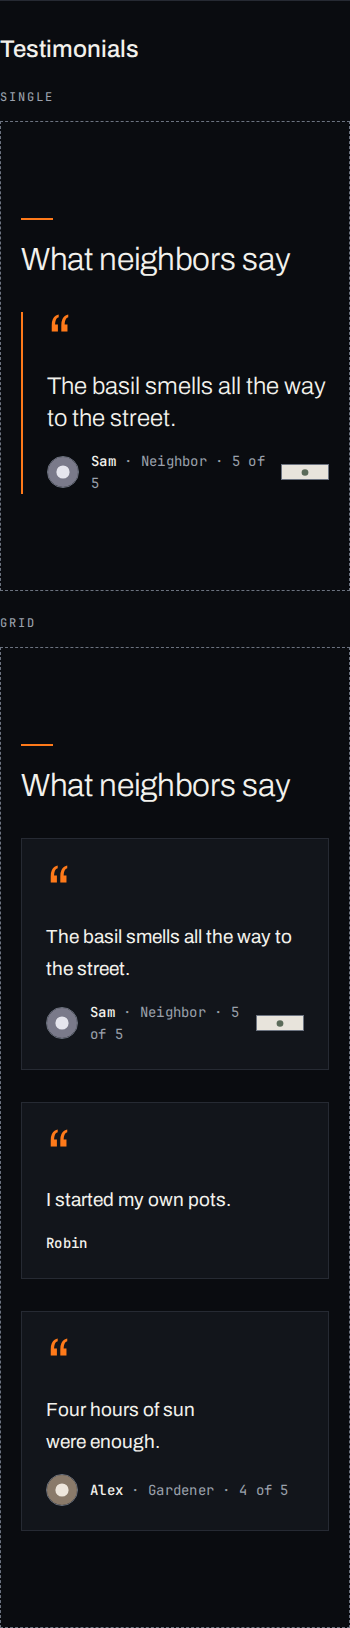 Testimonials
SINGLE
What neighbors say
“
The basil smells all the way
to the street.
Sam · Neighbor · 5 of
5
GRID
What neighbors say
“
The basil smells all the way to
the street.
Sam · Neighbor · 5
of 5
“
I started my own pots.
Robin
“
Four hours of sun
were enough.
Alex · Gardener · 4 of 5